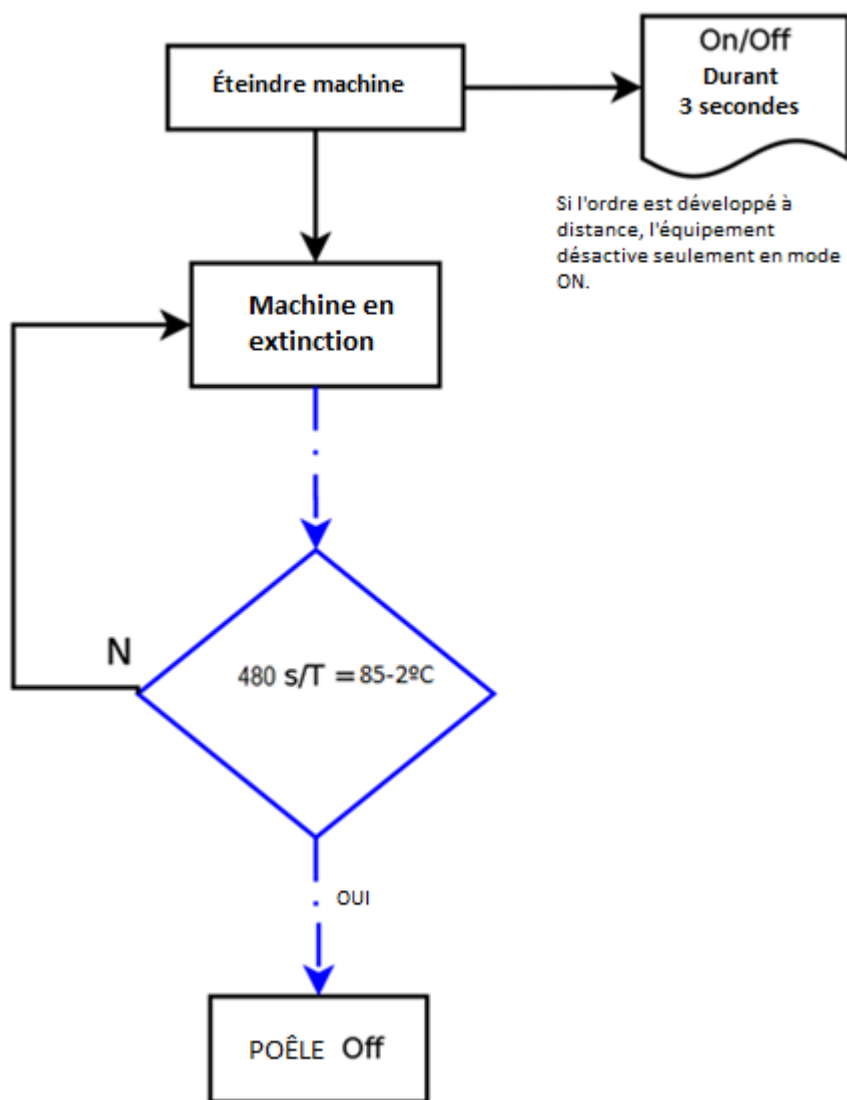 Éteindre machine
On/Off
Durant
3 secondes
Si l'ordre est développé à
distance, l'équipement
désactive seulement en mode
ON.
Machine en
extinction
N
480 s/T = 85-2ºC
OUI
POÊLE Off